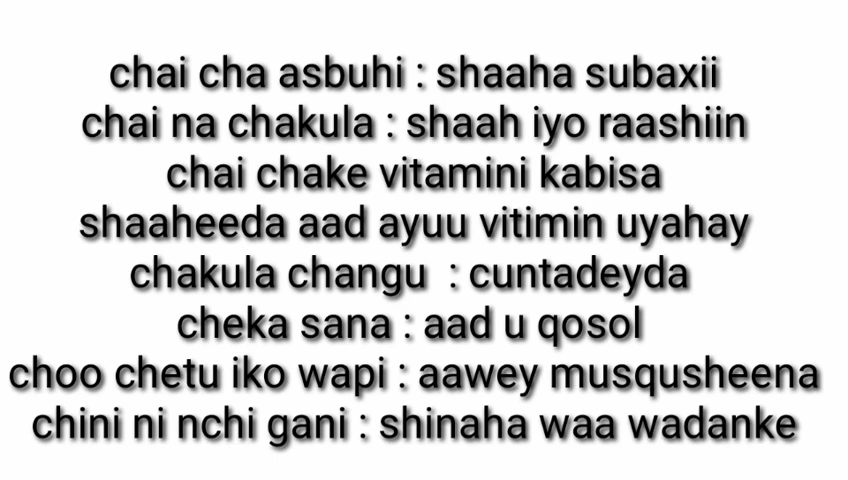 chai cha asbuhi : shaaha subaxii
chai na chakula : shaah iyo raashiin
chai chake vitamini kabisa
shaaheeda aad ayuu vitimin uyahay
chakula changu : cuntadeyda
cheka sana : aad u qosol
choo chetu iko wapi : aawey musqusheena
chini ni nchi gani : shinaha waa wadanke